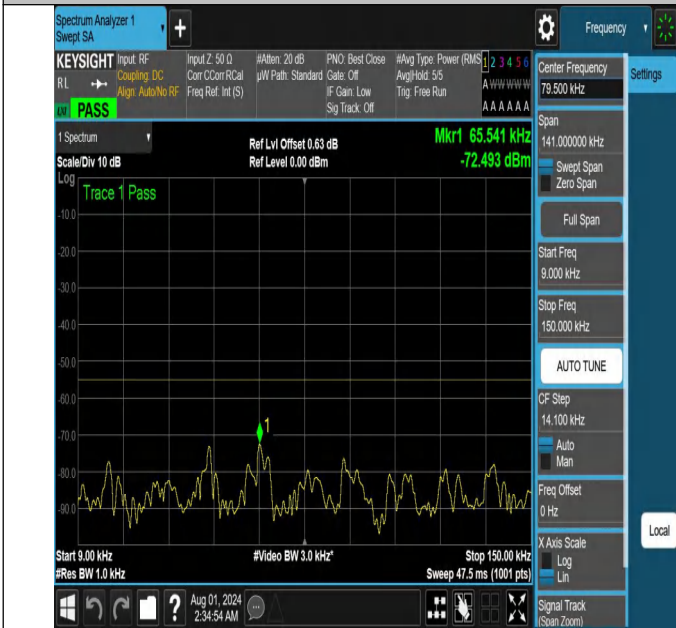 Spectrum Analyzer 1
Swept SA
+
Frequency
KEYSIGHT
RL
PASS
Input: RF
Coupling: DC
Align: Auto/No RF
Input Z: 50 Ω
Corr CCorr RCal
Freq Ref: Int (S)
#Atten: 20 dB
µW Path: Standard
PNO: Best Close
Gate: Off
IF Gain: Low
Sig Track: Off
#Avg Type: Power (RMS
Avg|Hold: 5/5
Trig: Free Run
1 2 3 4 5 6
A W W W W W
A A A A A A
1 Spectrum
Scale/Div 10 dB
Ref Lvl Offset 0.63 dB
Ref Level 0.00 dBm
Mkr1 65.541 kHz
-72.493 dBm
Log
Trace 1 Pass
-10.0
-20.0
-30.0
-40.0
-50.0
-60.0
-70.0
-80.0
-90.0
1
Start 9.00 kHz
#Video BW 3.0 kHz*
Stop 150.00 kHz
#Res BW 1.0 kHz
Sweep 47.5 ms (1001 pts)
?
Aug 01, 2024
2:34:54 AM
Center Frequency
79.500 kHz
Settings
Span
141.000000 kHz
Swept Span
Zero Span
Full Span
Start Freq
9.000 kHz
Stop Freq
150.000 kHz
AUTO TUNE
CF Step
14.100 kHz
Auto
Man
Freq Offset
0 Hz
Local
X Axis Scale
Log
Lin
Signal Track
(Span Zoom)